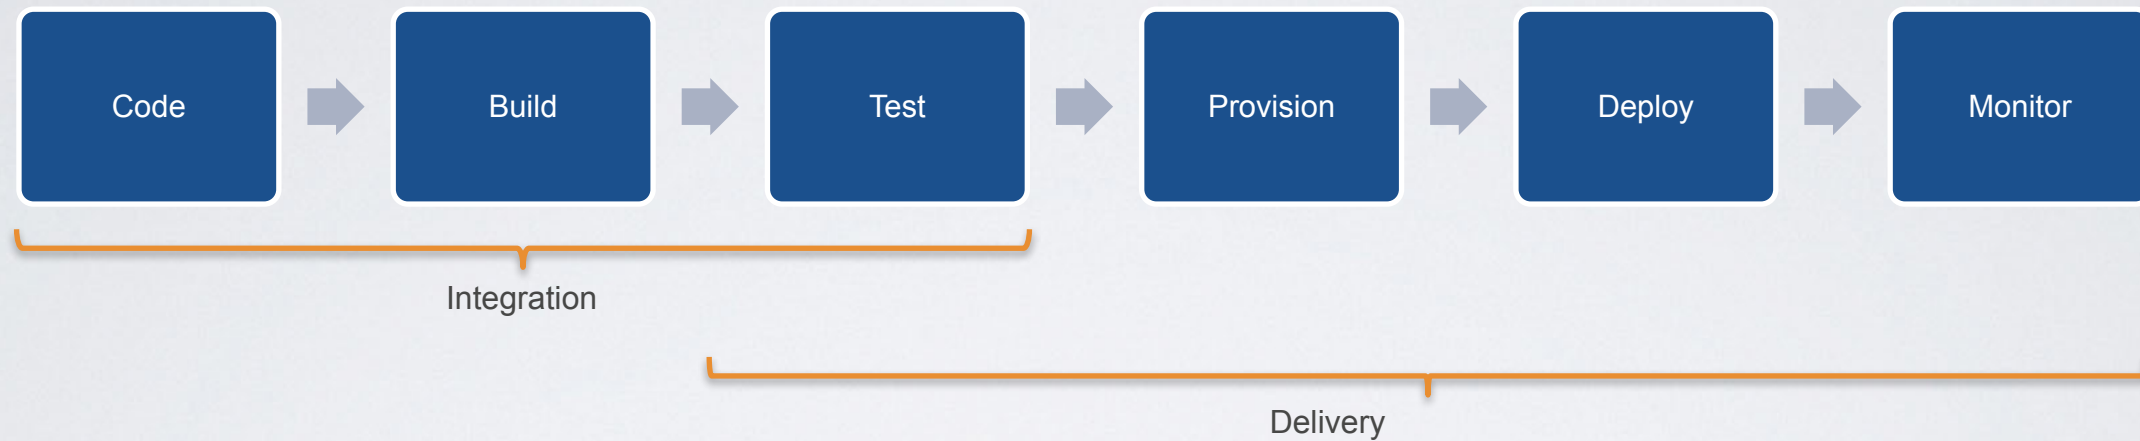 Code
Build
Test
Provision
Deploy
Monitor
Integration
Delivery